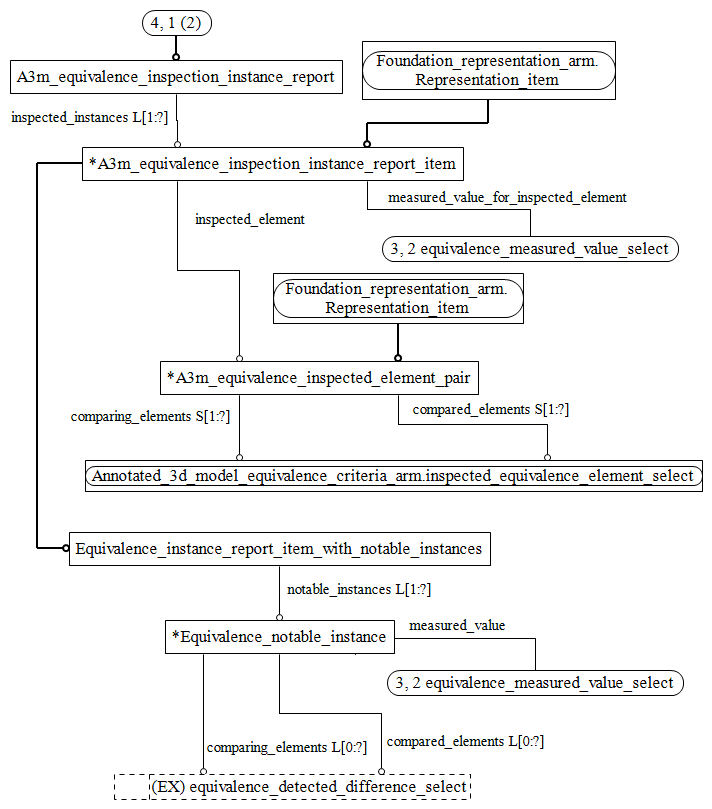 4, 1 (2)
A3m_equivalence_inspection_instance_report
Foundation_representation_arm.
Representation_item
inspected_instances L[1:?]
*A3m_equivalence_inspection_instance_report_item
measured_value_for_inspected_element
inspected_element
3, 2 equivalence_measured_value_select
Foundation_representation_arm.
Representation_item
*A3m_equivalence_inspected_element_pair
comparing_elements S[1:?]
compared_elements S[1:?]
Annotated_3d_model_equivalence_criteria_arm.inspected_equivalence_element_select
Equivalence_instance_report_item_with_notable_instances
notable_instances L[1:?]
*Equivalence_notable_instance
measured_value
3, 2 equivalence_measured_value_select
comparing_elements L[0:?]
compared_elements L[0:?]
(EX) equivalence_detected_difference_select